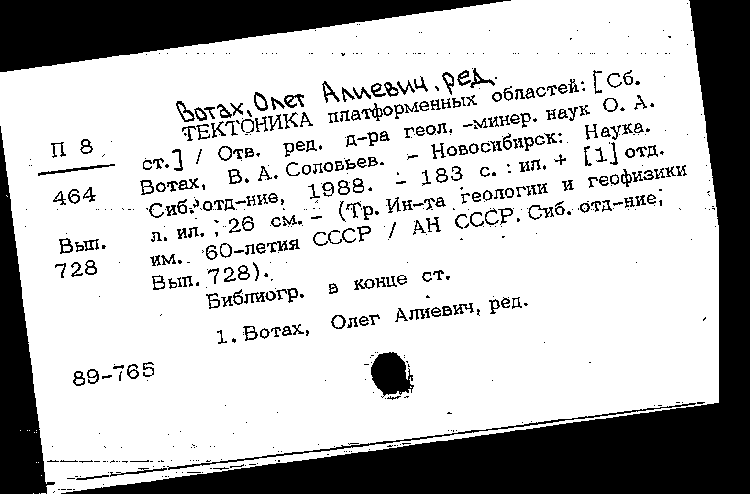 Вотах, Олег Алиевич, ред.
П 8
464
Вып.
728
ТЕКТОНИКА платформенных областей: [Сб.
ст.] / Отв. ред. д-ра геол.-минер. наук О. А.
Вотах, В. А. Соловьев. - Новосибирск: Наука.
Сиб. отд-ние, 1988. - 183 с. : ил. + [1] отд.
л. ил. ; 26 см. - (Тр. Ин-та геологии и геофизики
им. 60-летия СССР / АН СССР. Сиб. отд-ние;
Вып. 728).
Библиогр. в конце ст.
1. Вотах, Олег Алиевич, ред.
89-765